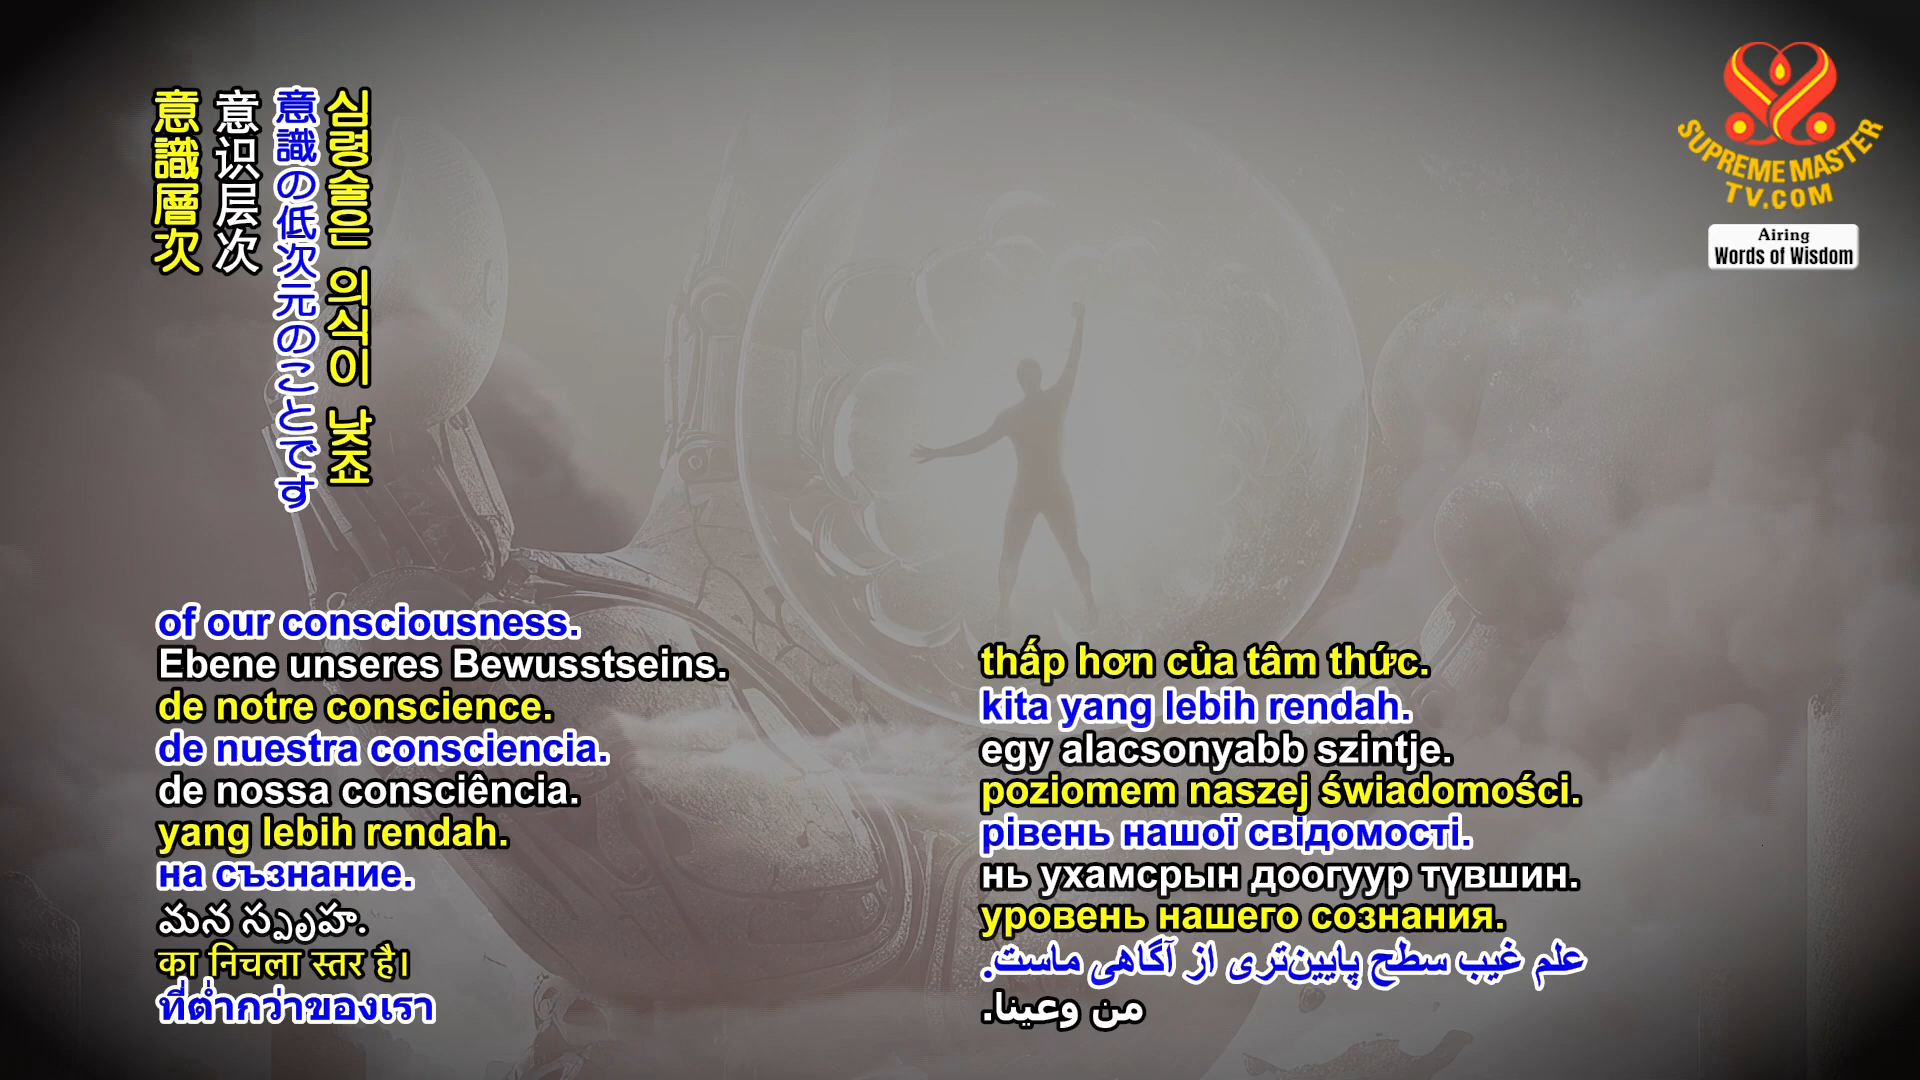 意識層次
意识层次
意識の低次元のことです
심령술은 의식이 낮죠
SUPREME MASTER
TV.COM
Airing
Words of Wisdom
of our consciousness.
Ebene unseres Bewusstseins.
de notre conscience.
de nuestra consciencia.
de nossa consciência.
yang lebih rendah.
на съзнание.
మన స్పృహ.
का निचला स्तर है।
ที่ต่ำกว่าของเรา
thấp hơn của tâm thức.
kita yang lebih rendah.
egy alacsonyabb szintje.
poziomem naszej świadomości.
рівень нашої свідомості.
нь ухамсрын доогуур түвшин.
уровень нашего сознания.
علم غیب سطح پایین‌تری از آگاهی ماست.
من وعينا.